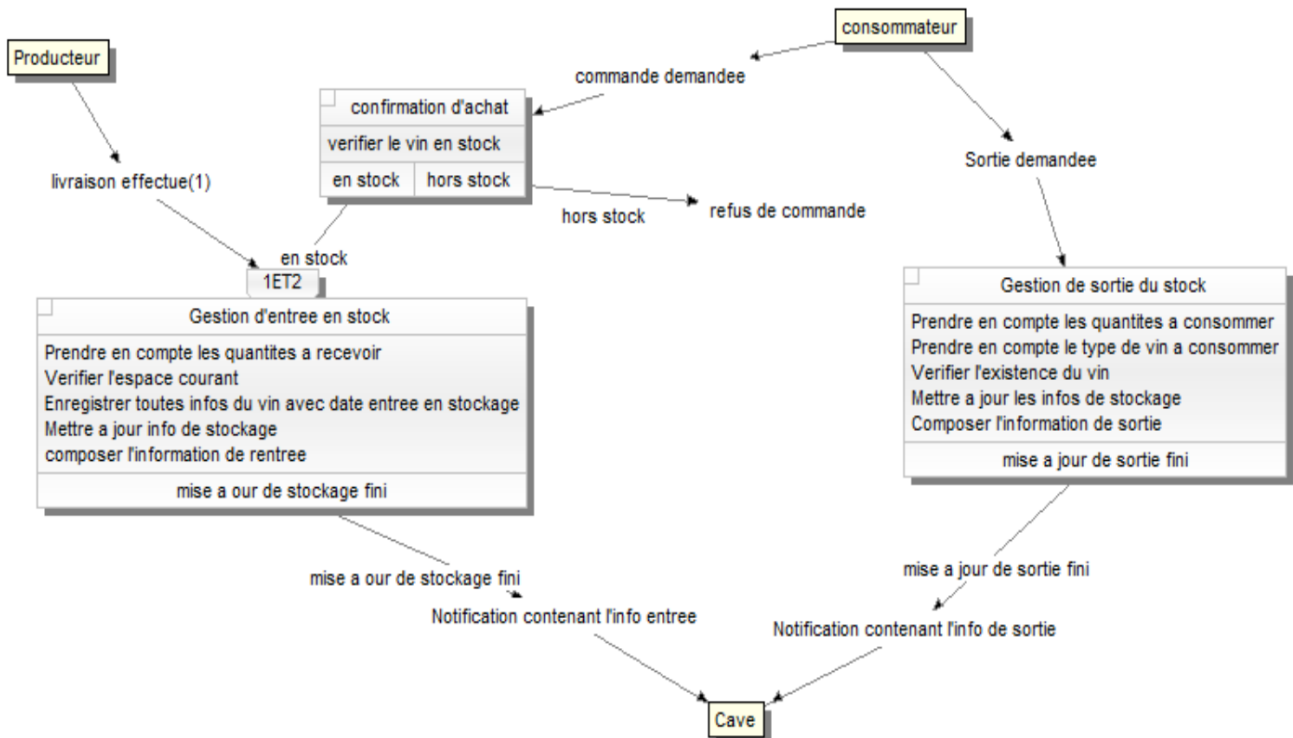 consommateur
Producteur
commande demandee
confirmation d'achat
verifier le vin en stock
en stock
hors stock
Sortie demandee
livraison effectue(1)
hors stock
refus de commande
en stock
1ET2
Gestion d'entree en stock
Prendre en compte les quantites a recevoir
Verifier l'espace courant
Enregistrer toutes infos du vin avec date entree en stockage
Mettre a jour info de stockage
composer l'information de rentree
mise a our de stockage fini
Gestion de sortie du stock
Prendre en compte les quantites a consommer
Prendre en compte le type de vin a consommer
Verifier l'existence du vin
Mettre a jour les infos de stockage
Composer l'information de sortie
mise a jour de sortie fini
mise a our de stockage fini
mise a jour de sortie fini
Notification contenant l'info entree
Notification contenant l'info de sortie
Cave